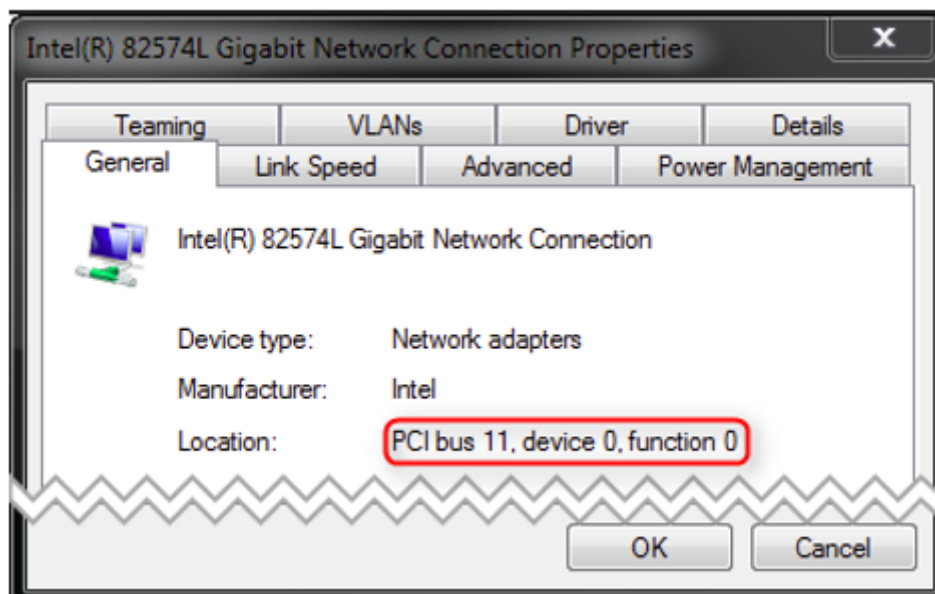 Intel(R) 82574L Gigabit Network Connection Properties
x
Teaming VLANs Driver Details
General Link Speed Advanced Power Management
Intel(R) 82574L Gigabit Network Connection
Device type: Network adapters
Manufacturer: Intel
Location: PCI bus 11, device 0, function 0
OK Cancel